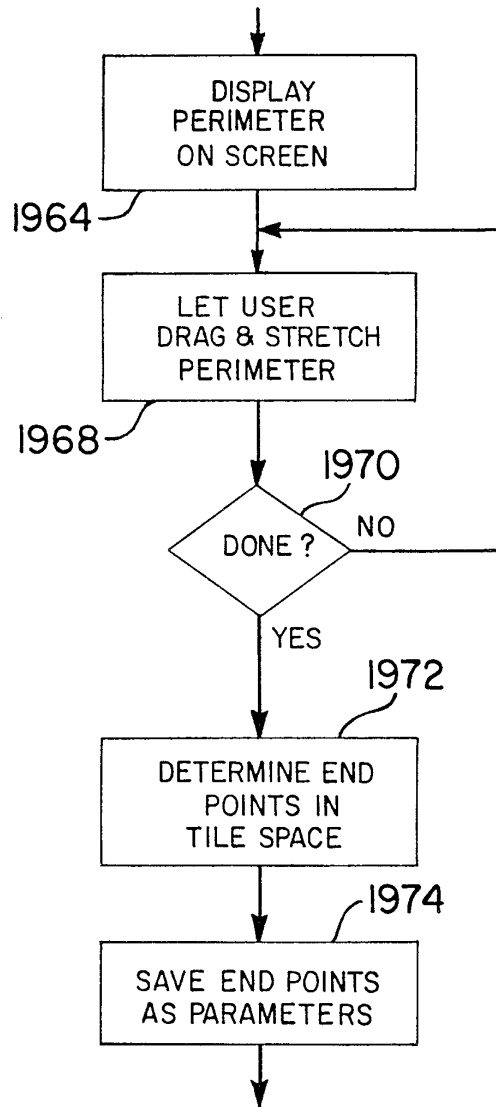 DISPLAY
PERIMETER
ON SCREEN
1964
LET USER
DRAG & STRETCH
PERIMETER
1968
1970
DONE ?
NO
YES
1972
DETERMINE END
POINTS IN
TILE SPACE
1974
SAVE END POINTS
AS PARAMETERS